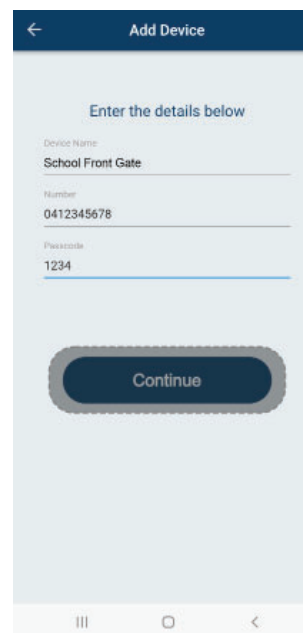 Add Device
Enter the details below
Device Name
School Front Gate
Number
0412345678
Passcode
1234
Continue